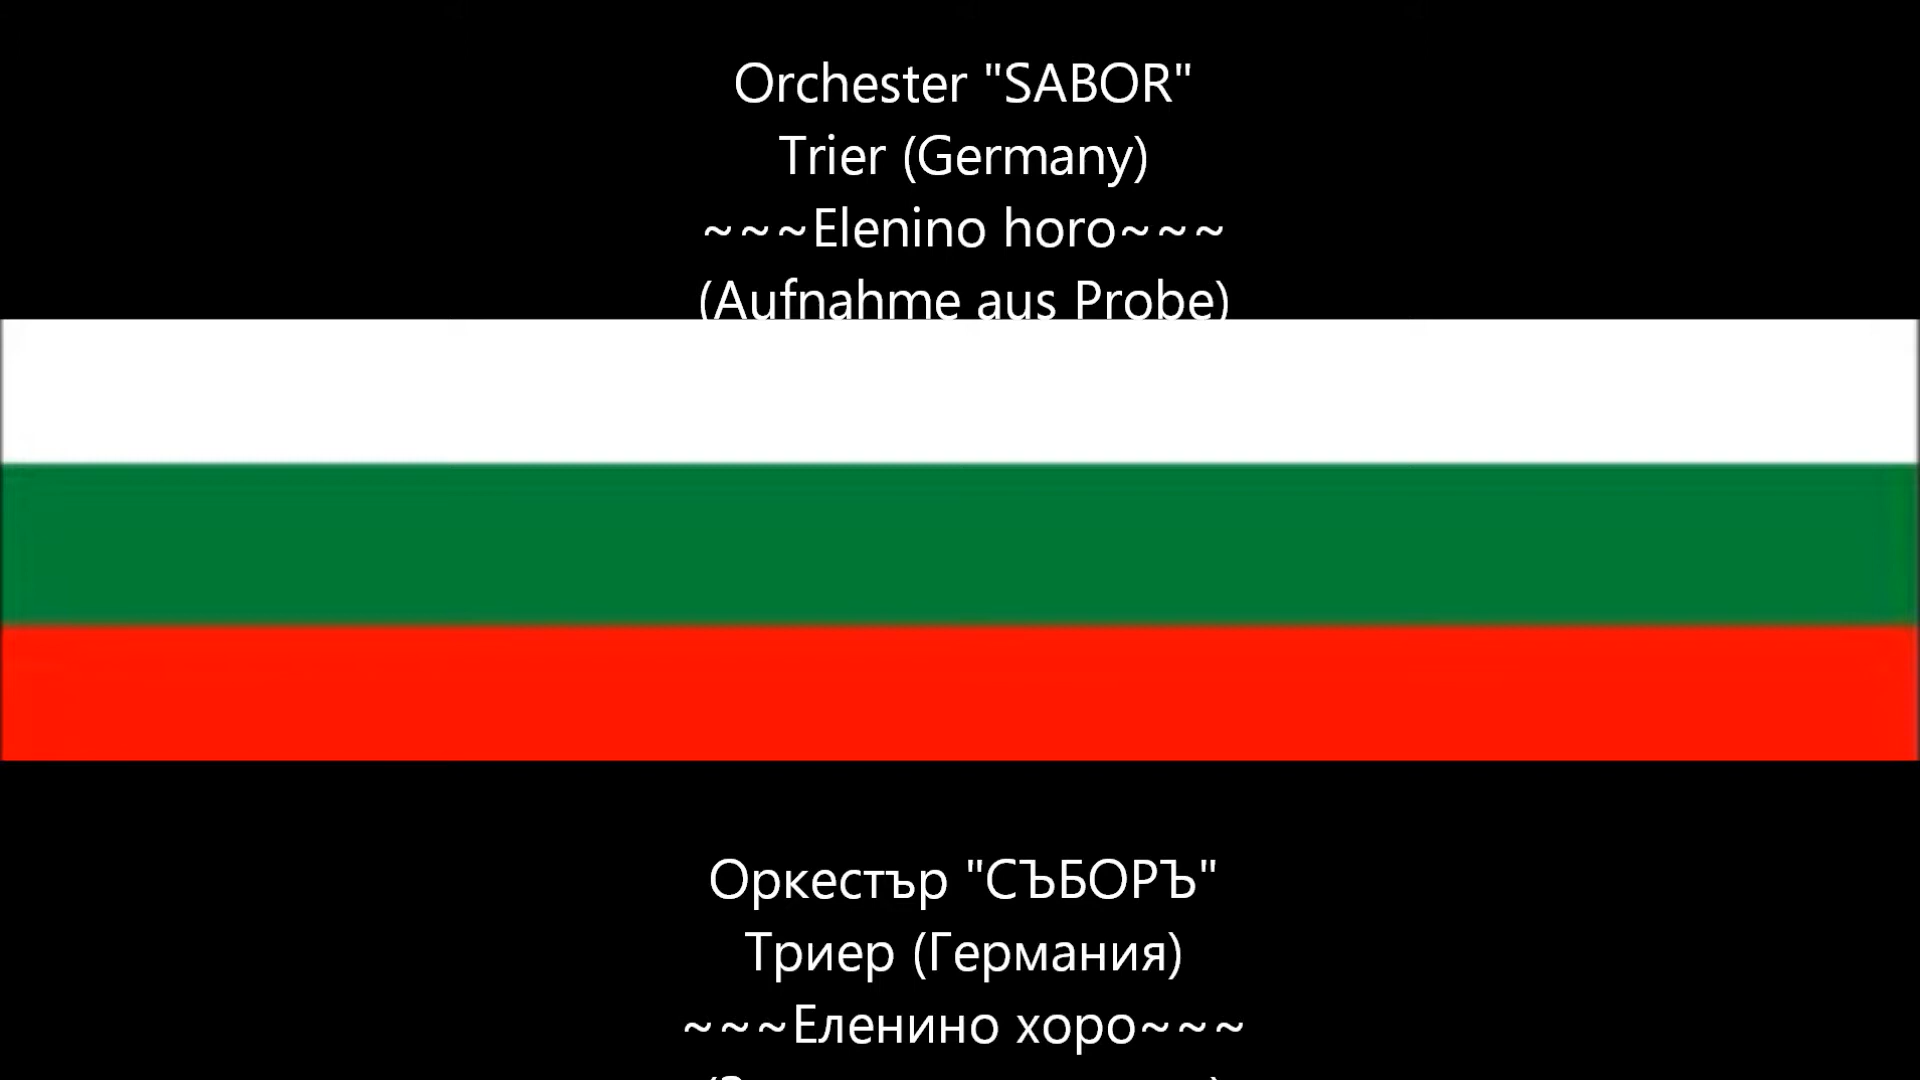 Orchester "SABOR"
Trier (Germany)
~~~Elenino horo~~~
(Aufnahme aus Probe)
Оркестър "СЪБОРЪ"
Триер (Германия)
~~~Еленино хоро~~~